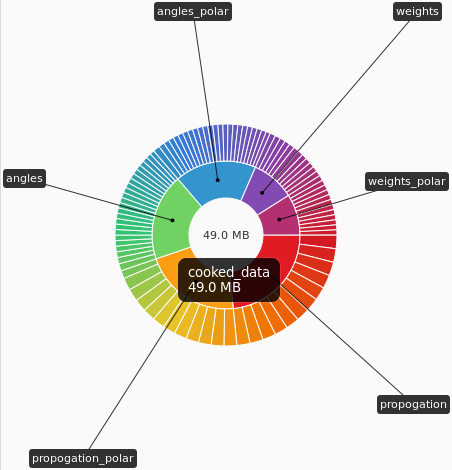 angles_polar
weights
angles
weights_polar
49.0 MB
cooked_data
49.0 MB
propogation
propogation_polar